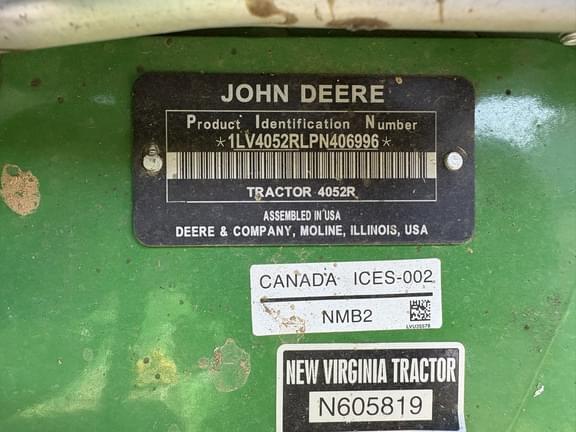 JOHN DEERE
Product Identification Number
*1LV4052RLPN406996*
TRACTOR 4052R
ASSEMBLED IN USA
DEERE & COMPANY, MOLINE, ILLINOIS, USA
CANADA ICES-002
NMB2
NEW VIRGINIA TRACTOR
N605819